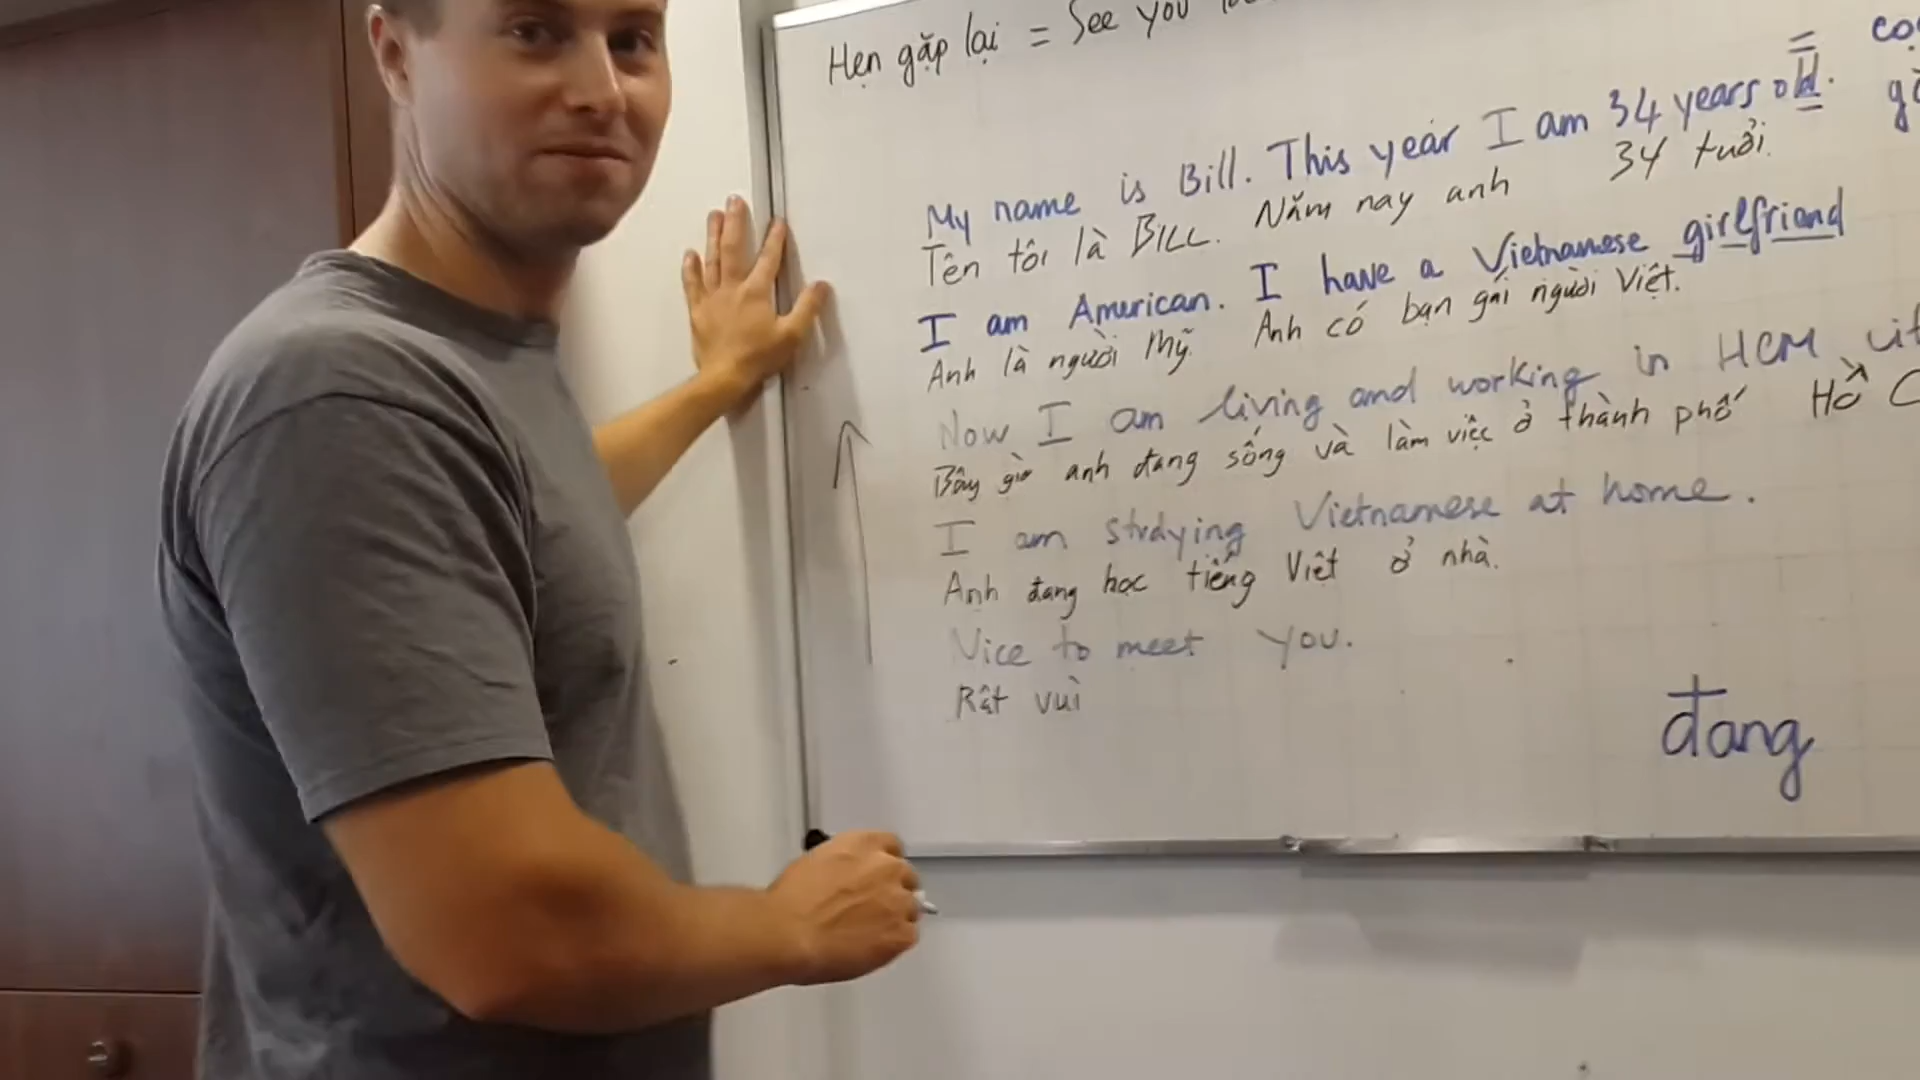 Hẹn gặp lại = See you
My name is Bill. This year I am 34 years old.
Tên tôi là BILL. Năm nay anh 34 tuổi.
I am American. I have a Vietnamese girlfriend
Anh là người Mỹ. Anh có bạn gái người Việt.
Now I am living and working in HCM
Bây giờ anh đang sống và làm việc ở thành phố Hồ C
I am studying Vietnamese at home.
Anh đang học tiếng Việt ở nhà.
Nice to meet you.
Rất vui
đang